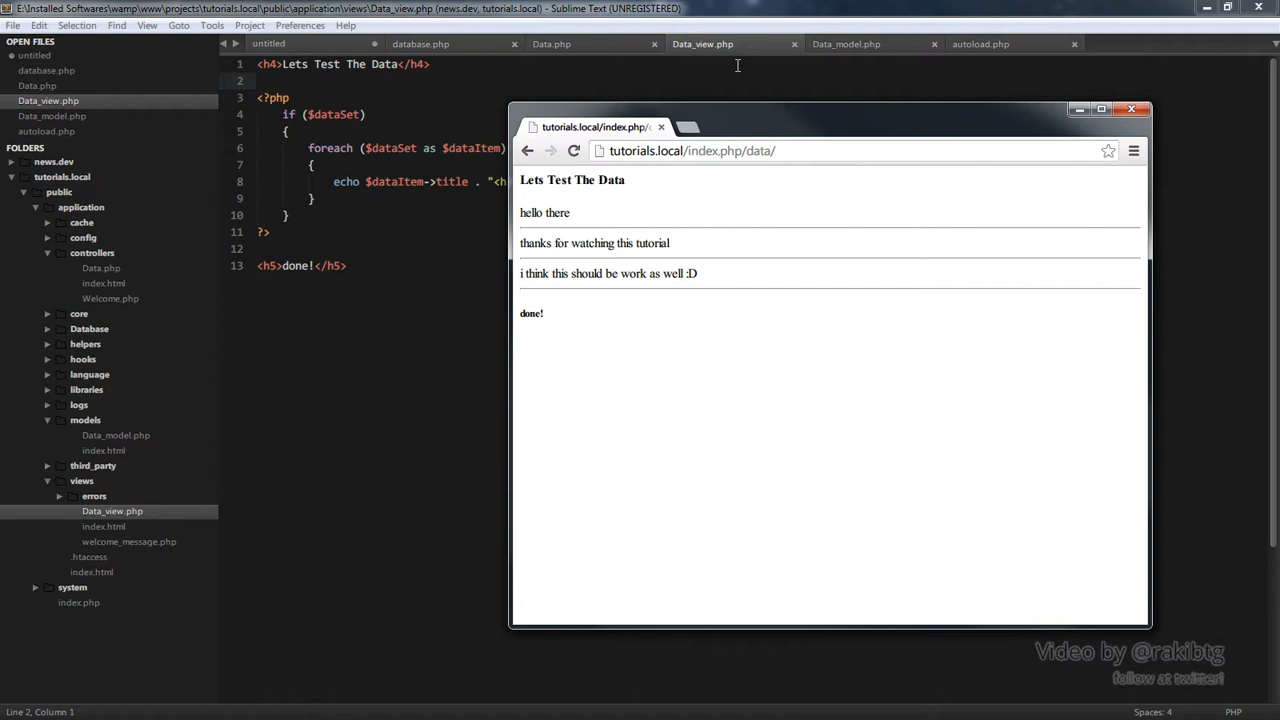 E:\Installed Softwares\wamp\www\projects\tutorials.local\public\application\views\Data_view.php (news.dev, tutorials.local) - Sublime Text (UNREGISTERED)
File Edit Selection Find View Goto Tools Project Preferences Help
OPEN FILES
untitled
database.php
Data.php
Data_view.php
Data_model.php
autoload.php
FOLDERS
news.dev
tutorials.local
public
application
cache
config
controllers
Data.php
index.html
Welcome.php
core
Database
helpers
hooks
language
libraries
logs
models
Data_model.php
index.html
third_party
views
errors
Data_view.php
index.html
welcome_message.php
.htaccess
index.html
system
index.php
untitled database.php Data.php Data_view.php Data_model.php autoload.php
1 <h4>Lets Test The Data</h4>
2
3 <?php
4 if ($dataSet)
5 {
6 foreach ($dataSet as $dataItem)
7 {
8 echo $dataItem->title . "<h
9 }
10 }
11 ?>
12
13 <h5>done!</h5>
tutorials.local/index.php/
tutorials.local/index.php/data/
Lets Test The Data
hello there
thanks for watching this tutorial
i think this should be work as well :D
done!
Video by @rakibtg
follow at twitter!
Line 2, Column 1 Spaces: 4 PHP